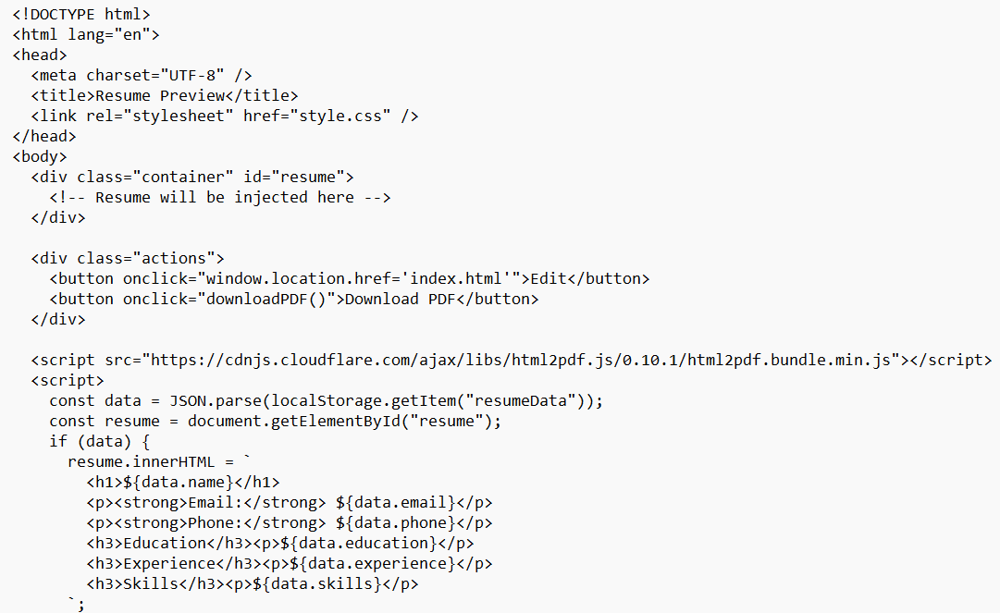 <!DOCTYPE html>
<html lang="en">
<head>
  <meta charset="UTF-8" />
  <title>Resume Preview</title>
  <link rel="stylesheet" href="style.css" />
</head>
<body>
  <div class="container" id="resume">
    <!-- Resume will be injected here -->
  </div>

  <div class="actions">
    <button onclick="window.location.href='index.html'">Edit</button>
    <button onclick="downloadPDF()">Download PDF</button>
  </div>

  <script src="https://cdnjs.cloudflare.com/ajax/libs/html2pdf.js/0.10.1/html2pdf.bundle.min.js"></script>
  <script>
    const data = JSON.parse(localStorage.getItem("resumeData"));
    const resume = document.getElementById("resume");
    if (data) {
      resume.innerHTML = `
        <h1>${data.name}</h1>
        <p><strong>Email:</strong> ${data.email}</p>
        <p><strong>Phone:</strong> ${data.phone}</p>
        <h3>Education</h3><p>${data.education}</p>
        <h3>Experience</h3><p>${data.experience}</p>
        <h3>Skills</h3><p>${data.skills}</p>
      `;